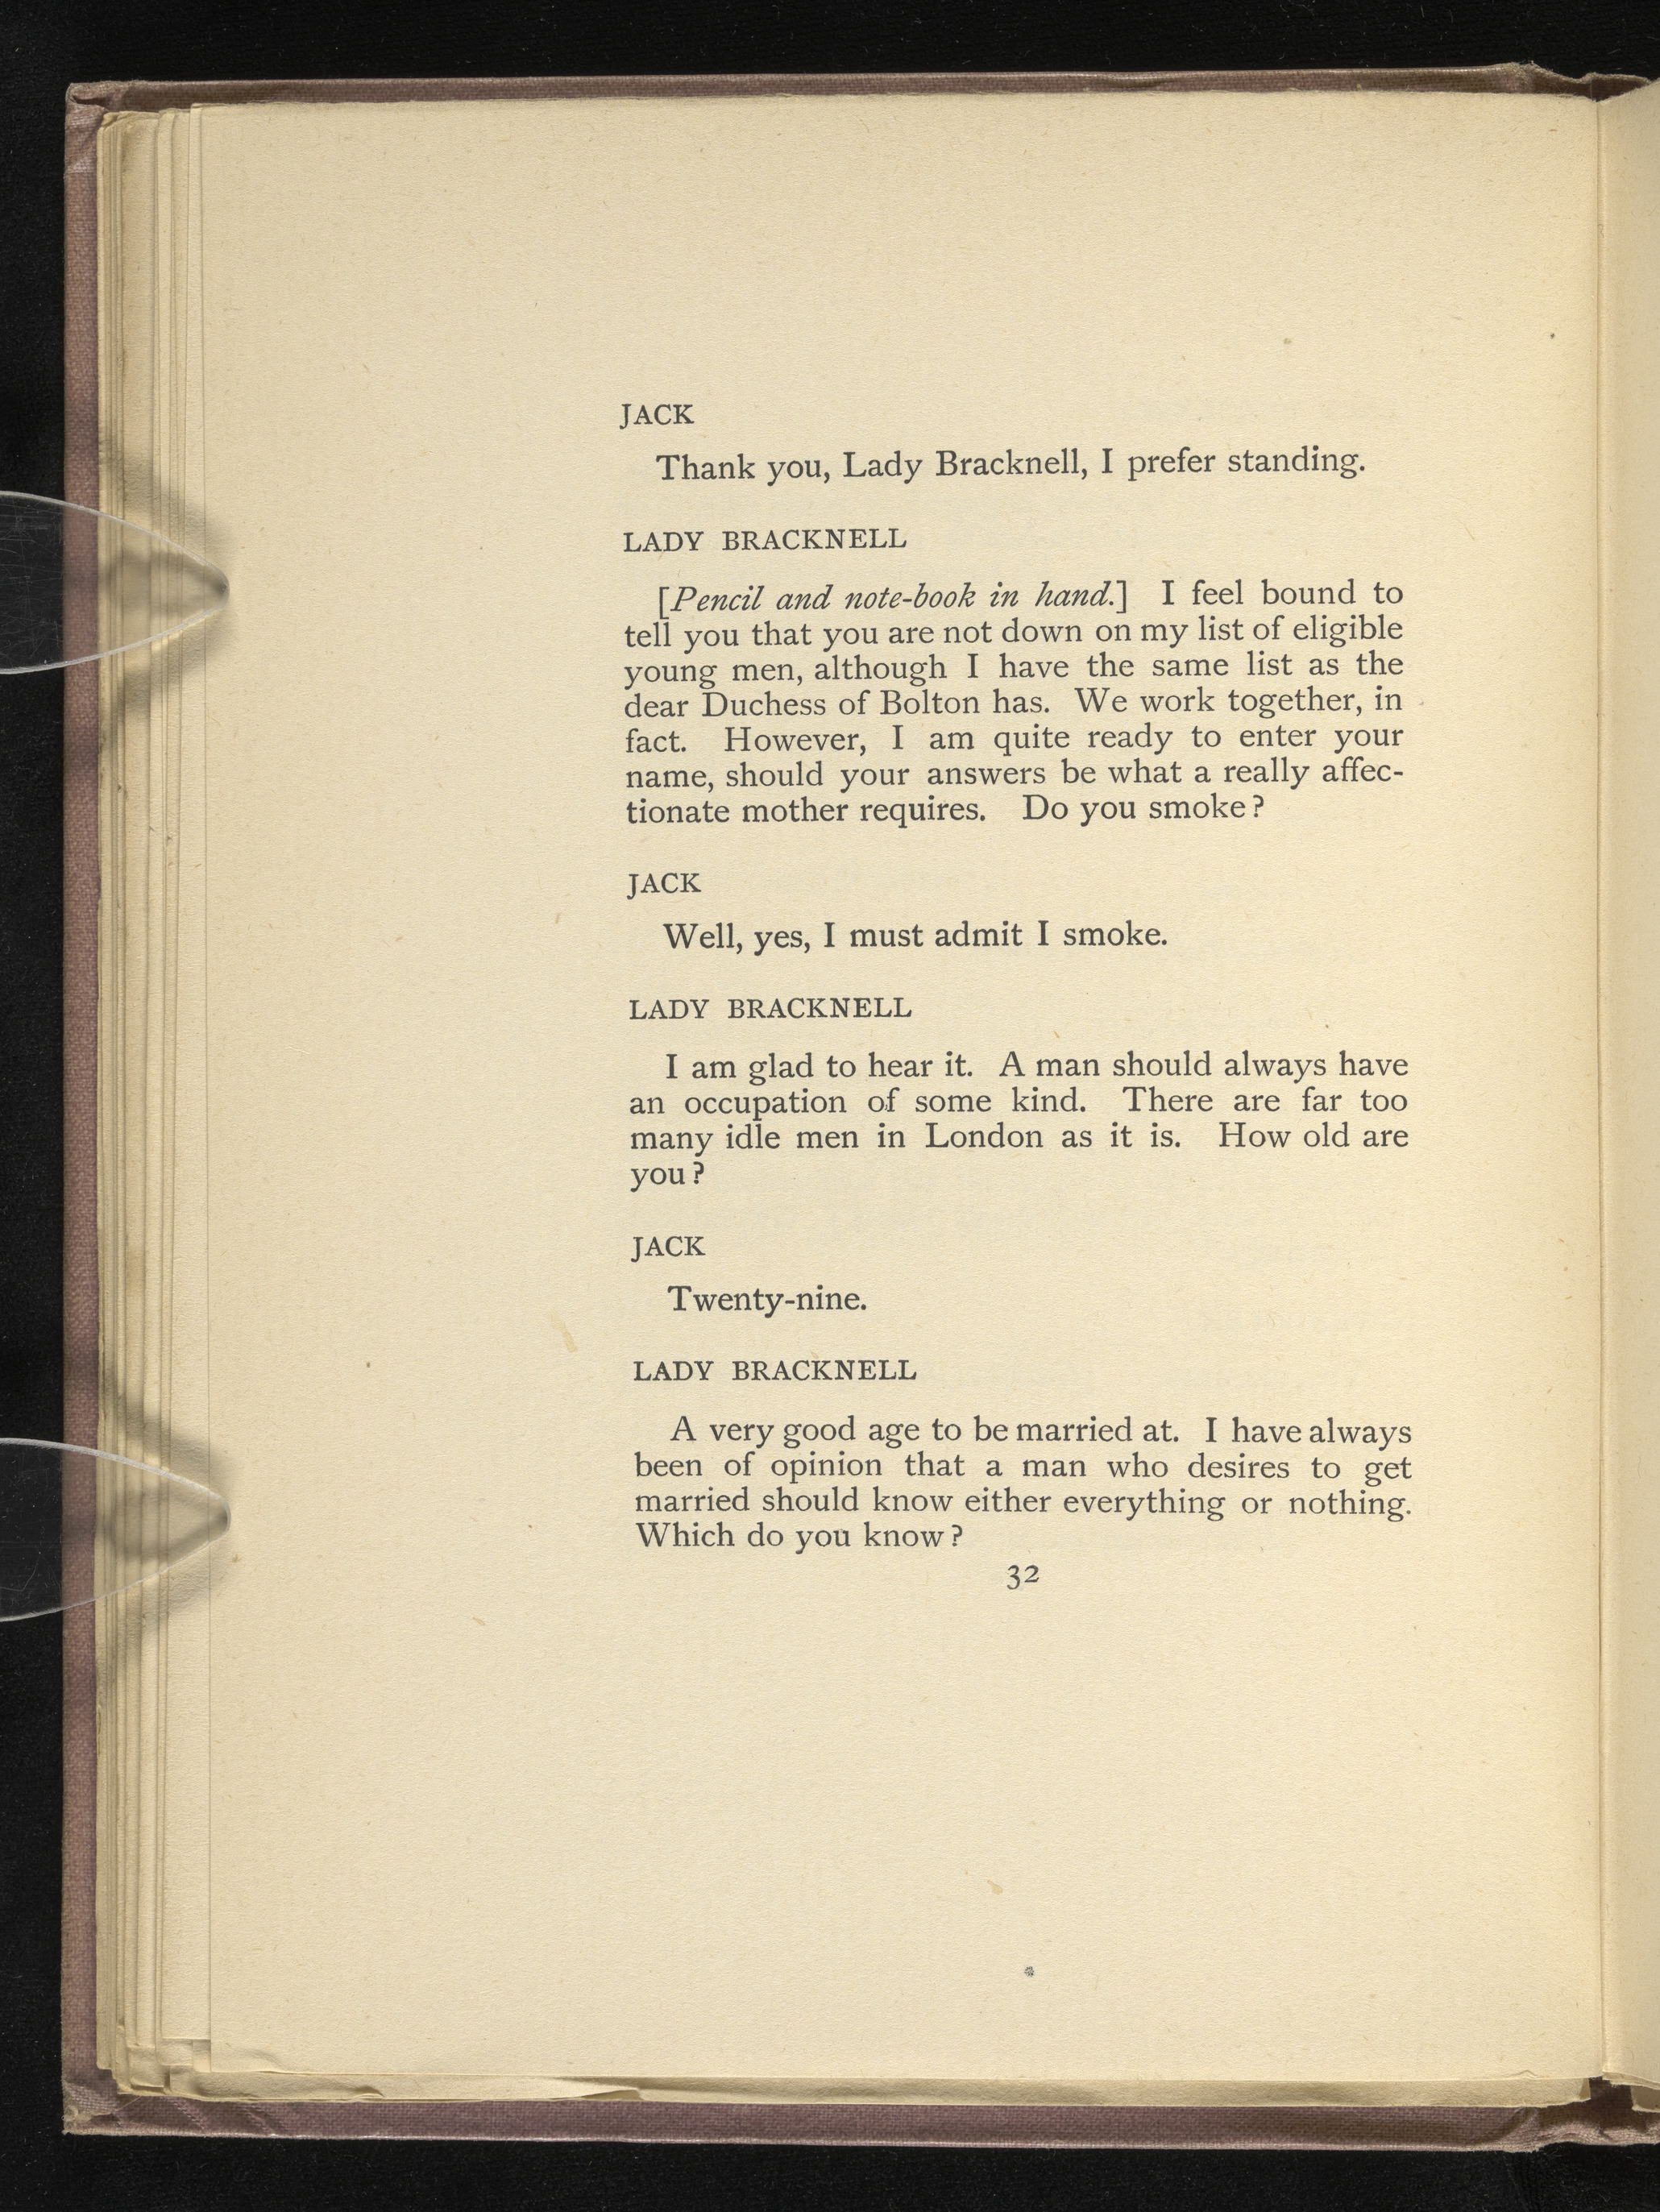 JACK
Thank you, Lady Bracknell, I prefer standing.
LADY BRACKNELL
[Pencil and note-book in hand.] I feel bound to
tell you that you are not down on my list of eligible
young men, although I have the same list as the
dear Duchess of Bolton has. We work together, in
fact. However, I am quite ready to enter your
name, should your answers be what a really affec-
tionate mother requires. Do you smoke?
JACK
Well, yes, I must admit I smoke.
LADY BRACKNELL
I am glad to hear it. A man should always have
an occupation of some kind. There are far too
many idle men in London as it is. How old are
you?
JACK
Twenty-nine.
LADY BRACKNELL
A very good age to be married at. I have always
been of opinion that a man who desires to get
married should know either everything or nothing.
Which do you know?
32